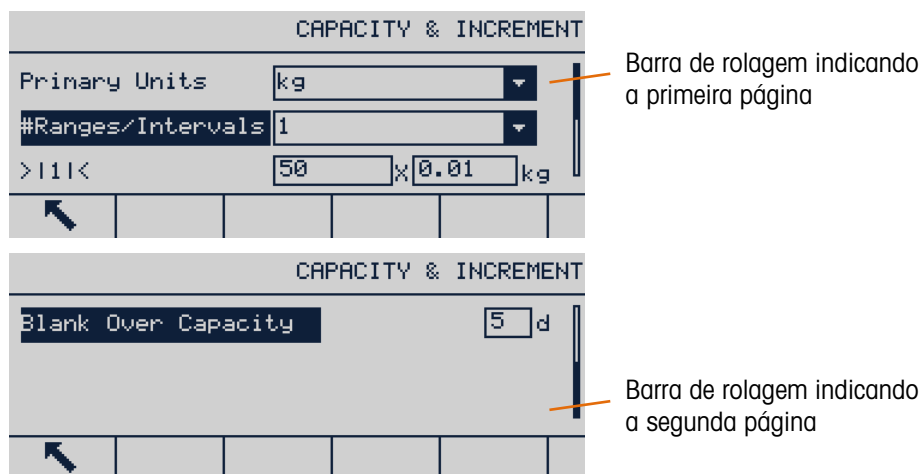 CAPACITY & INCREMENT
Primary Units kg
#Ranges/Intervals 1
>|1|< 50 X 0.01 kg
Barra de rolagem indicando
a primeira página
CAPACITY & INCREMENT
Blank Over Capacity 5 d
Barra de rolagem indicando
a segunda página